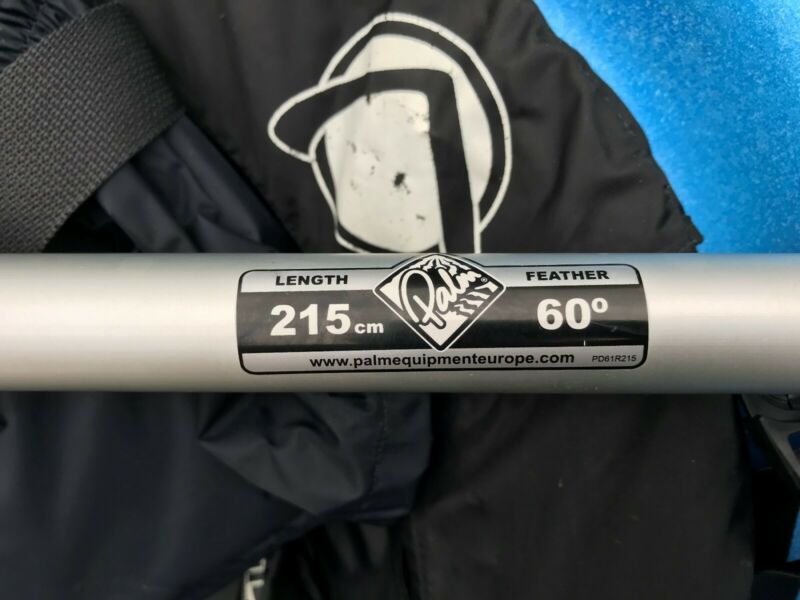 LENGTH
215cm
Palm®
FEATHER
60º
www.palmequipmenteurope.com
PD61R215